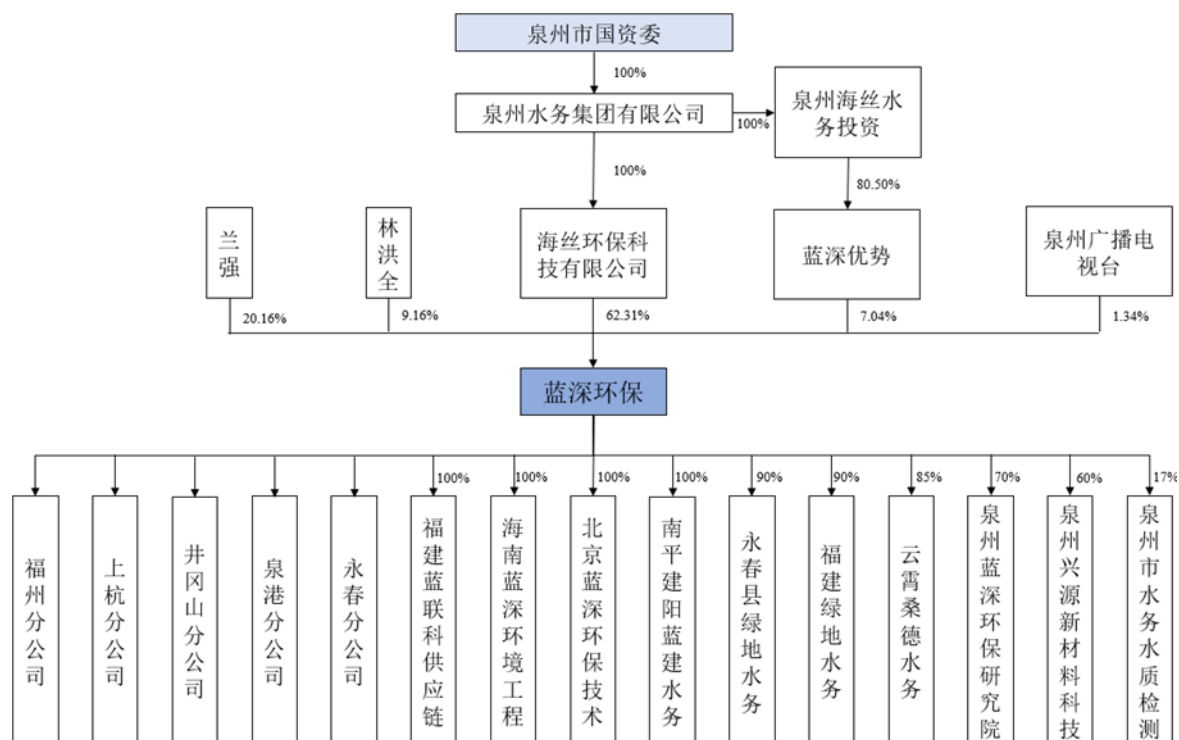 泉州市国资委
100%
泉州水务集团有限公司
100%
泉州海丝水
务投资
100%
80.50%
兰强
林洪全
海丝环保科
技有限公司
蓝深优势
泉州广播电
视台
20.16%
9.16%
62.31%
7.04%
1.34%
蓝深环保
100%
100%
100%
100%
90%
90%
85%
70%
60%
17%
福州分公司
上杭分公司
井冈山分公司
泉港分公司
永春分公司
福建蓝联科供应链
海南蓝深环境工程
北京蓝深环保技术
南平建阳蓝建水务
永春县绿地水务
福建绿地水务
云霄桑德水务
泉州蓝深环保研究院
泉州兴源新材料科技
泉州市水务水质检测